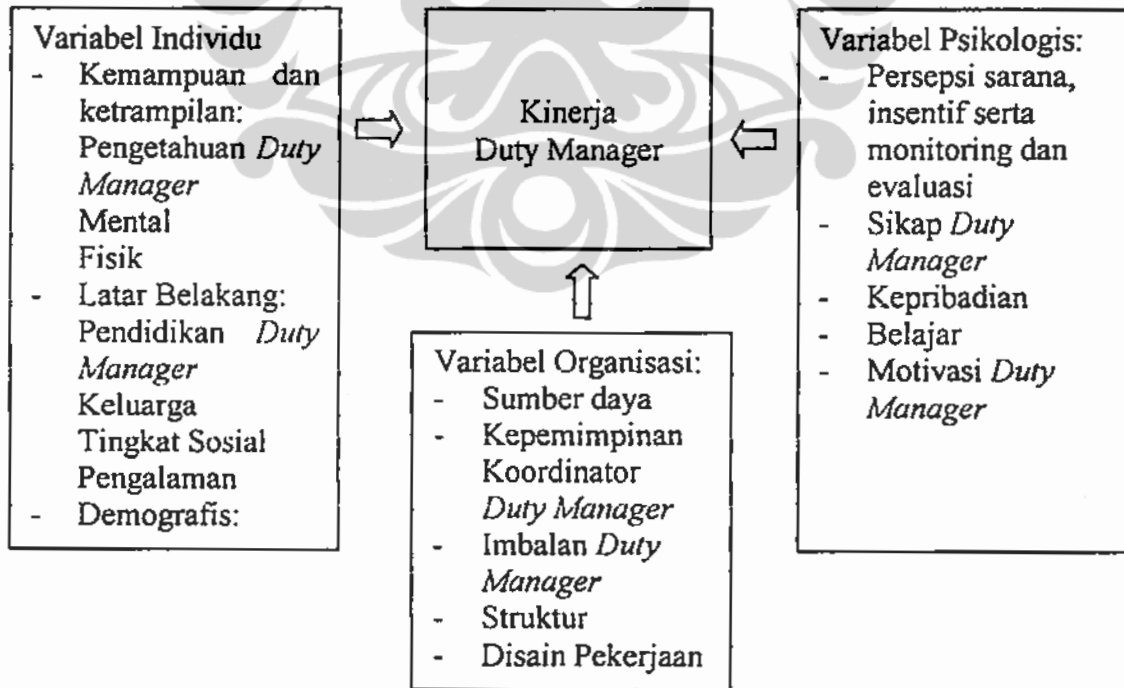 Variabel Individu
- Kemampuan dan
ketrampilan:
Pengetahuan Duty
Manager
Mental
Fisik
- Latar Belakang:
Pendidikan Duty
Manager
Keluarga
Tingkat Sosial
Pengalaman
- Demografis:
Kinerja
Duty Manager
Variabel Psikologis:
- Persepsi sarana,
insentif serta
monitoring dan
evaluasi
- Sikap Duty
Manager
- Kepribadian
- Belajar
- Motivasi Duty
Manager
Variabel Organisasi:
- Sumber daya
- Kepemimpinan
Koordinator
Duty Manager
- Imbalan Duty
Manager
- Struktur
- Disain Pekerjaan